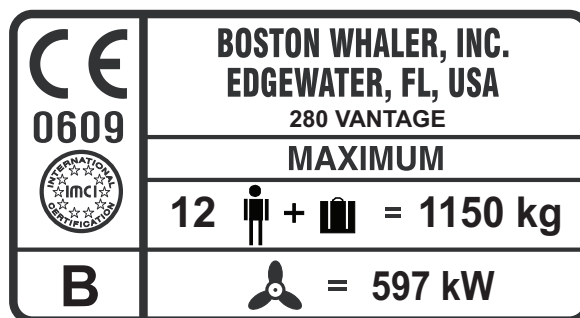 CE
0609
INTERNATIONAL
IMCI
CERTIFICATION
B
BOSTON WHALER, INC.
EDGEWATER, FL, USA
280 VANTAGE
MAXIMUM
12 + = 1150 kg
= 597 kW